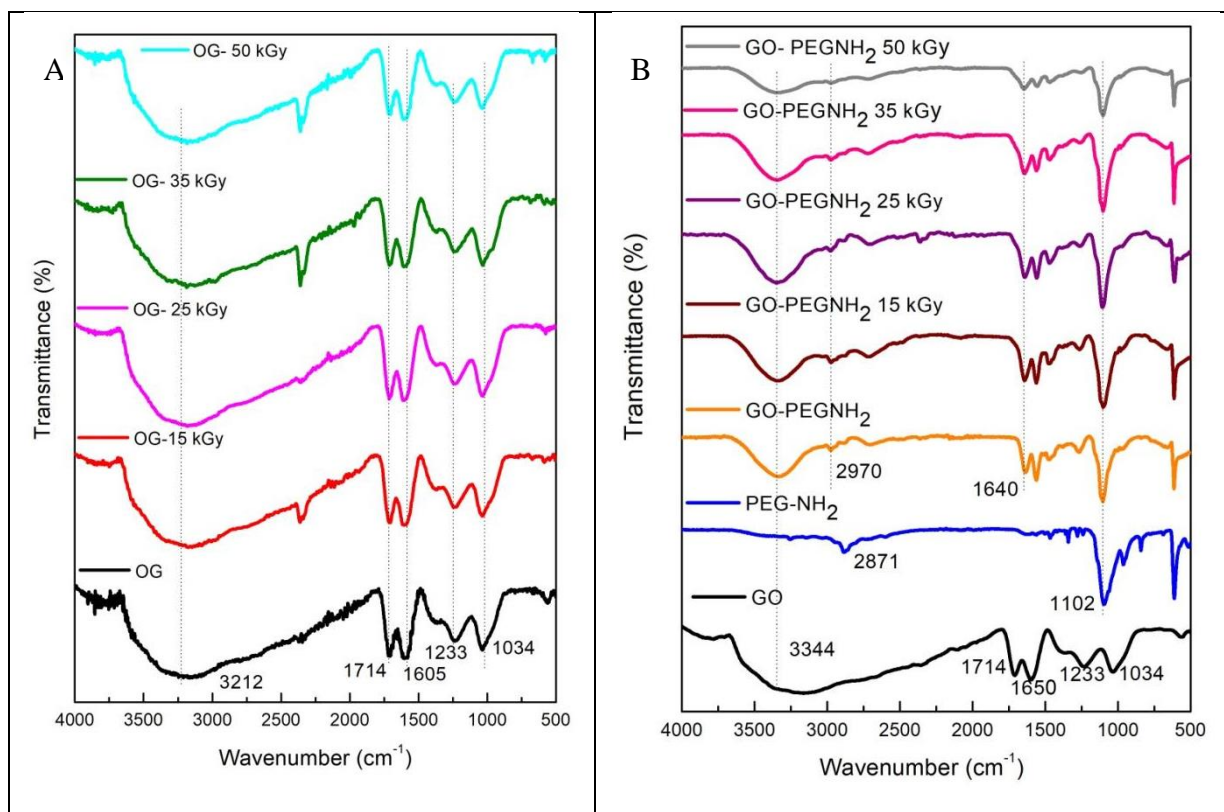 A
OG- 50 kGy
OG- 35 kGy
OG- 25 kGy
OG-15 kGy
OG
3212
1714
1605
1233
1034
Transmittance (%)
4000 3500 3000 2500 2000 1500 1000 500
Wavenumber (cm⁻¹)
B
GO- PEGNH₂ 50 kGy
GO-PEGNH₂ 35 kGy
GO-PEGNH₂ 25 kGy
GO-PEGNH₂ 15 kGy
GO-PEGNH₂
2970
1640
PEG-NH₂
2871
1102
GO
3344
1714
1650
1233
1034
Transmittance (%)
4000 3500 3000 2500 2000 1500 1000 500
Wavenumber (cm⁻¹)